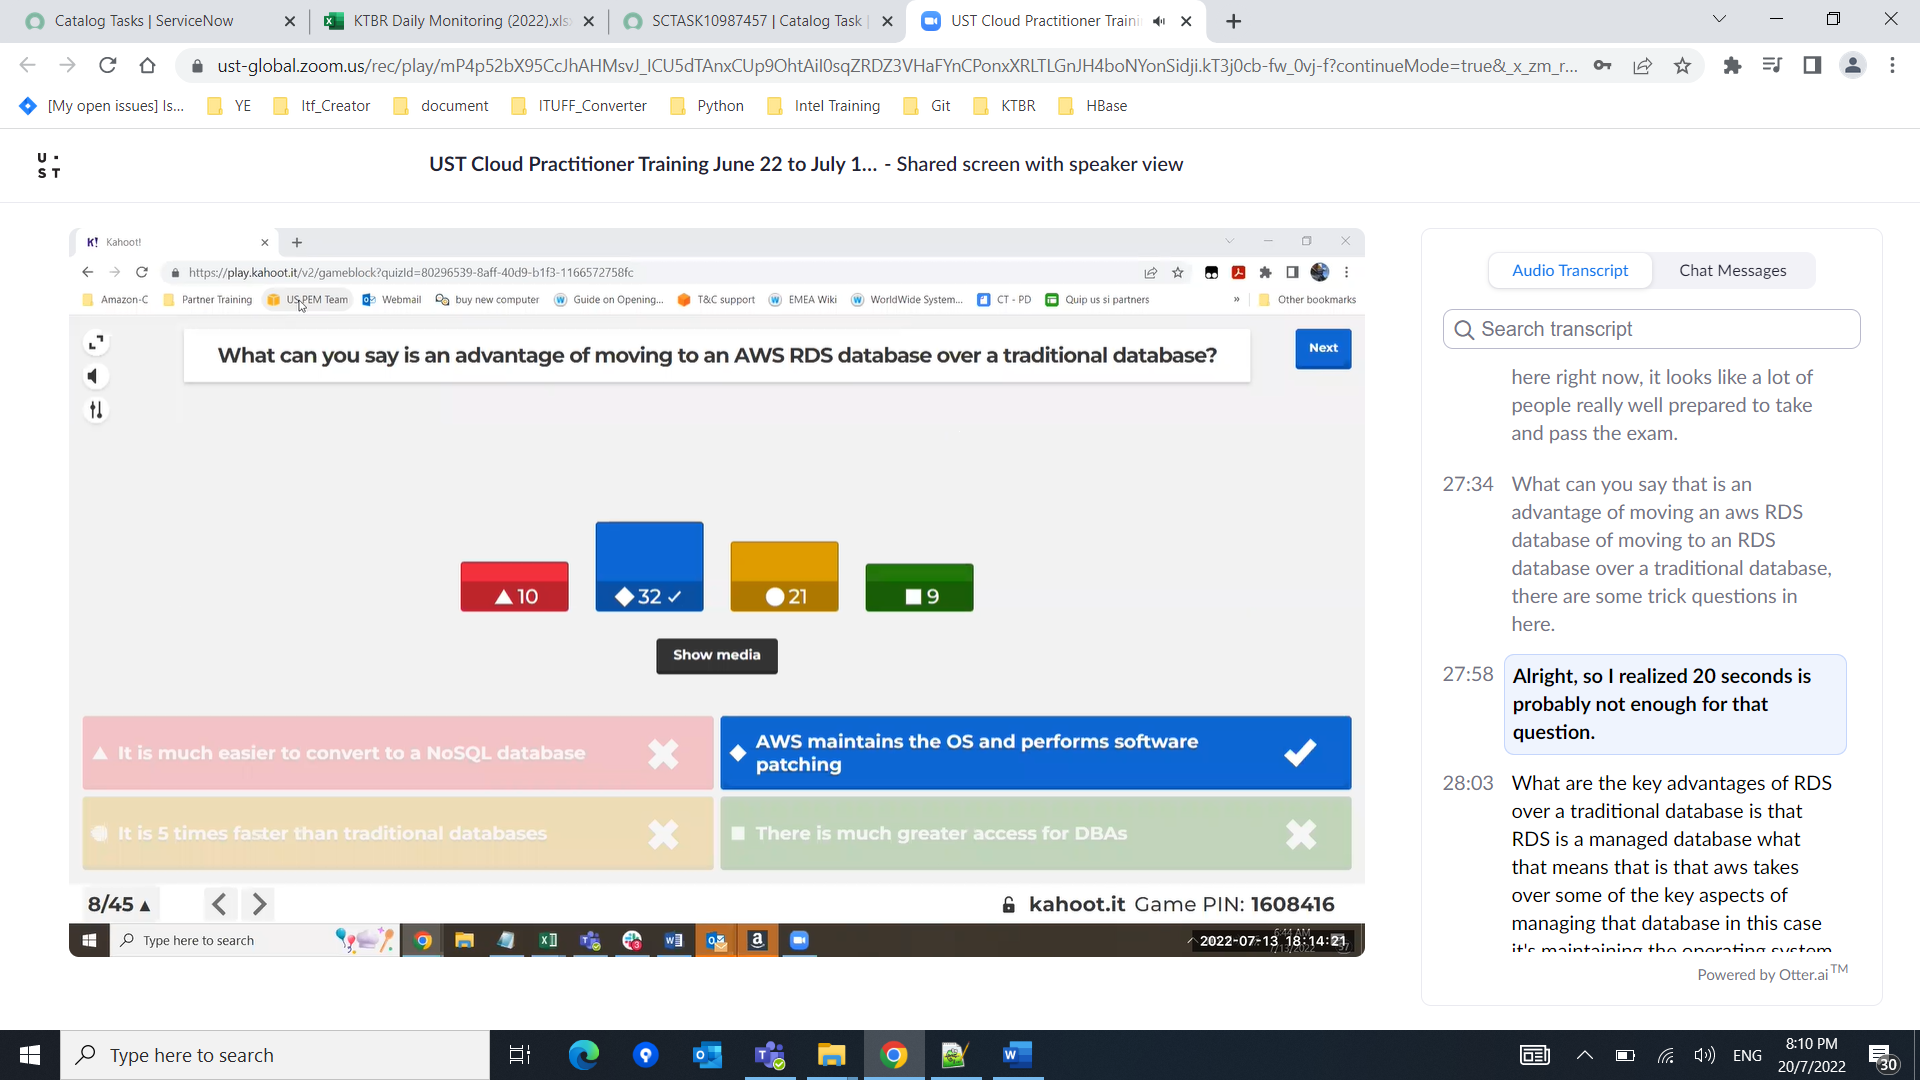 Catalog Tasks | ServiceNow
KTBR Daily Monitoring (2022).xls
SCTASK10987457 | Catalog Task |
UST Cloud Practitioner Traini
ust-global.zoom.us/rec/play/mP4p52bX95CcJhAHMsvJ_ICU5dTAnxCUp9OhtAiI0sqZRDZ3VHaFYnCPonxXRLTLGnJH4boNYonSidji.kT3j0cb-fw_0vj-f?continueMode=true&_x_zm_r...
[My open issues] Is...
YE
Itf_Creator
document
ITUFF_Converter
Python
Intel Training
Git
KTBR
HBase
U.
ST
UST Cloud Practitioner Training June 22 to July 1... - Shared screen with speaker view
K! Kahoot!
https://play.kahoot.it/v2/gameblock?quizId=80296539-8aff-40d9-b1f3-1166572758fc
Amazon-C
Partner Training
US PEM Team
Webmail
buy new computer
Guide on Opening...
T&C support
EMEA Wiki
WorldWide System...
CT - PD
Quip us si partners
»
Other bookmarks
What can you say is an advantage of moving to an AWS RDS database over a traditional database?
Next
10
32
21
9
Show media
It is much easier to convert to a NoSQL database
AWS maintains the OS and performs software
patching
It is 5 times faster than traditional databases
There is much greater access for DBAs
8/45
kahoot.it Game PIN: 1608416
Type here to search
2022-07-13 18:14:21
Audio Transcript
Chat Messages
Search transcript
here right now, it looks like a lot of
people really well prepared to take
and pass the exam.
27:34 What can you say that is an
advantage of moving an aws RDS
database of moving to an RDS
database over a traditional database,
there are some trick questions in
here.
27:58 Alright, so I realized 20 seconds is
probably not enough for that
question.
28:03 What are the key advantages of RDS
over a traditional database is that
RDS is a managed database what
that means that is that aws takes
over some of the key aspects of
managing that database in this case
it's maintaining the operating system
Powered by Otter.ai TM
Type here to search
ENG
8:10 PM
20/7/2022
30